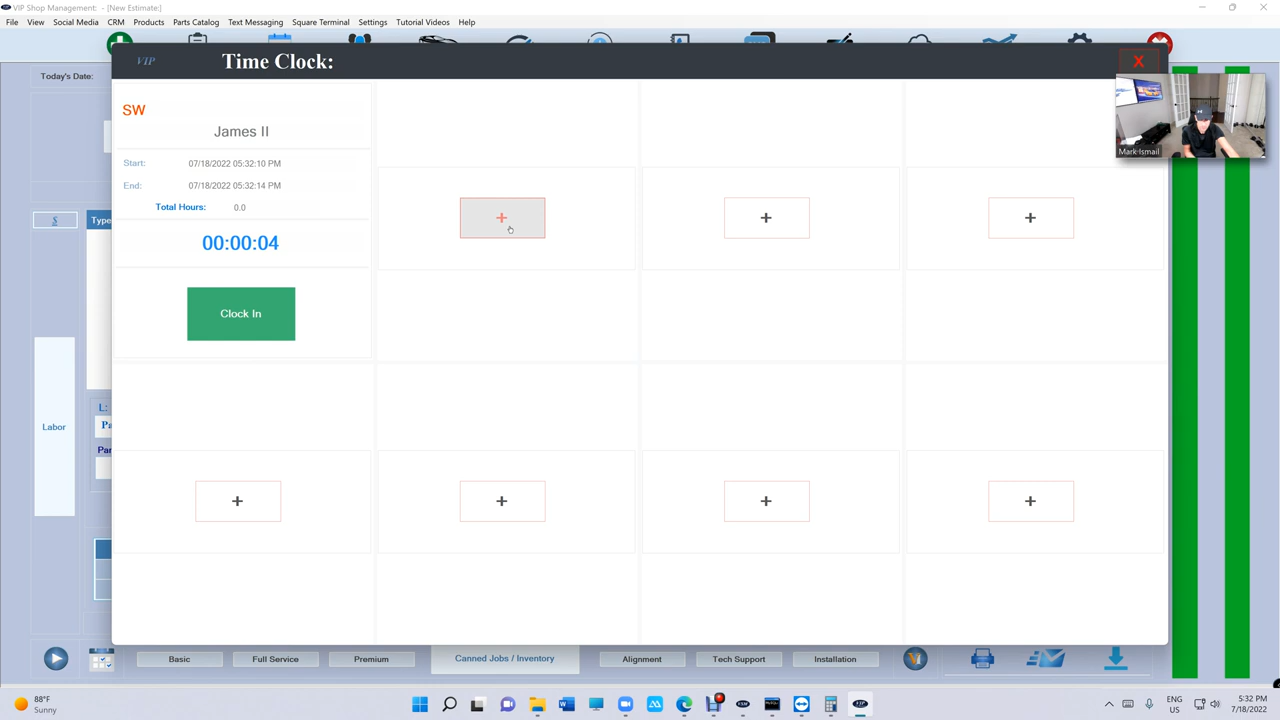 VIP Shop Management: - [New Estimate:]
File View Social Media CRM Products Parts Catalog Text Messaging Square Terminal Settings Tutorial Videos Help
VIP Time Clock: X
Today's Date:
SW
James II
Mark Ismail
Start: 07/18/2022 05:32:10 PM
End: 07/18/2022 05:32:14 PM
Total Hours: 0.0
S Type
+ + +
00:00:04
Clock In
L:
Labor Pa
Par
+ + + +
Basic Full Service Premium Canned Jobs / Inventory Alignment Tech Support Installation
88°F
Sunny
ENG
US
5:32 PM
7/18/2022